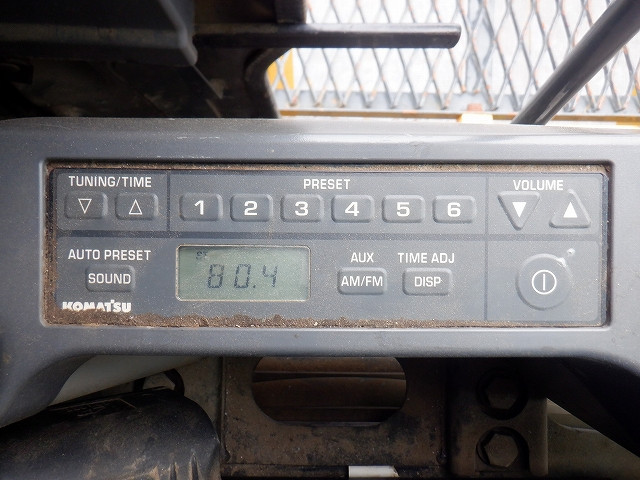 TUNING/TIME
PRESET
VOLUME
▽ △ 1 2 3 4 5 6 ▼ ▲
AUTO PRESET
SOUND
80.4
AUX
AM/FM
TIME ADJ
DISP
KOMATSU